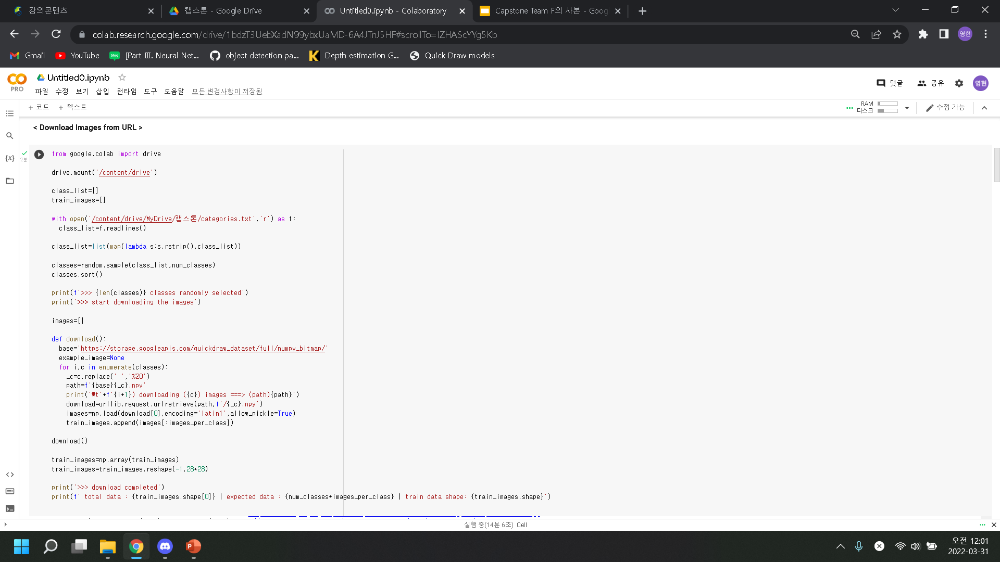 강의콘텐츠
캡스톤 - Google Drive
Untitled0.ipynb - Colaboratory
Capstone Team F의 사본 - Goog
colab.research.google.com/drive/1bdzT3UebXadN99ybxUaMD-6A4JTnJ5HF#scrollTo=IZHAScYYg5Kb
영현
Gmail
YouTube
[Part Ⅲ. Neural Net...
object detection pa...
Depth estimation G...
Quick Draw models
PRO
Untitled0.ipynb
파일 수정 보기 삽입 런타임 도구 도움말 모든 변경사항이 저장됨
댓글 공유 영현
+ 코드 + 텍스트
RAM
디스크
수정 가능
< Download Images from URL >
{x}
2분
from google.colab import drive
drive.mount('/content/drive')
class_list=[]
train_images=[]
with open('/content/drive/MyDrive/캡스톤/categories.txt','r') as f:
  class_list=f.readlines()
class_list=list(map(lambda s:s.rstrip(),class_list))
classes=random.sample(class_list,num_classes)
classes.sort()
print(f'>>> {len(classes)} classes randomly selected')
print('>>> start downloading the images')
images=[]
def download():
  base='https://storage.googleapis.com/quickdraw_dataset/full/numpy_bitmap/'
  example_image=None
  for i,c in enumerate(classes):
    _c=c.replace(' ','%20')
    path=f'{base}{_c}.npy'
    print('₩t'+f'{i+1}) downloading ({c}) images ===> (path){path}')
    download=urllib.request.urlretrieve(path,f'/{_c}.npy')
    images=np.load(download[0],encoding='latin1',allow_pickle=True)
    train_images.append(images[:images_per_class])
download()
train_images=np.array(train_images)
train_images=train_images.reshape(-1,28*28)
print('>>> download completed')
print(f' total data : {train_images.shape[0]} | expected data : {num_classes*images_per_class} | train data shape: {train_images.shape}')
실행 중(14분 6초) Cell
오전 12:01
2022-03-31